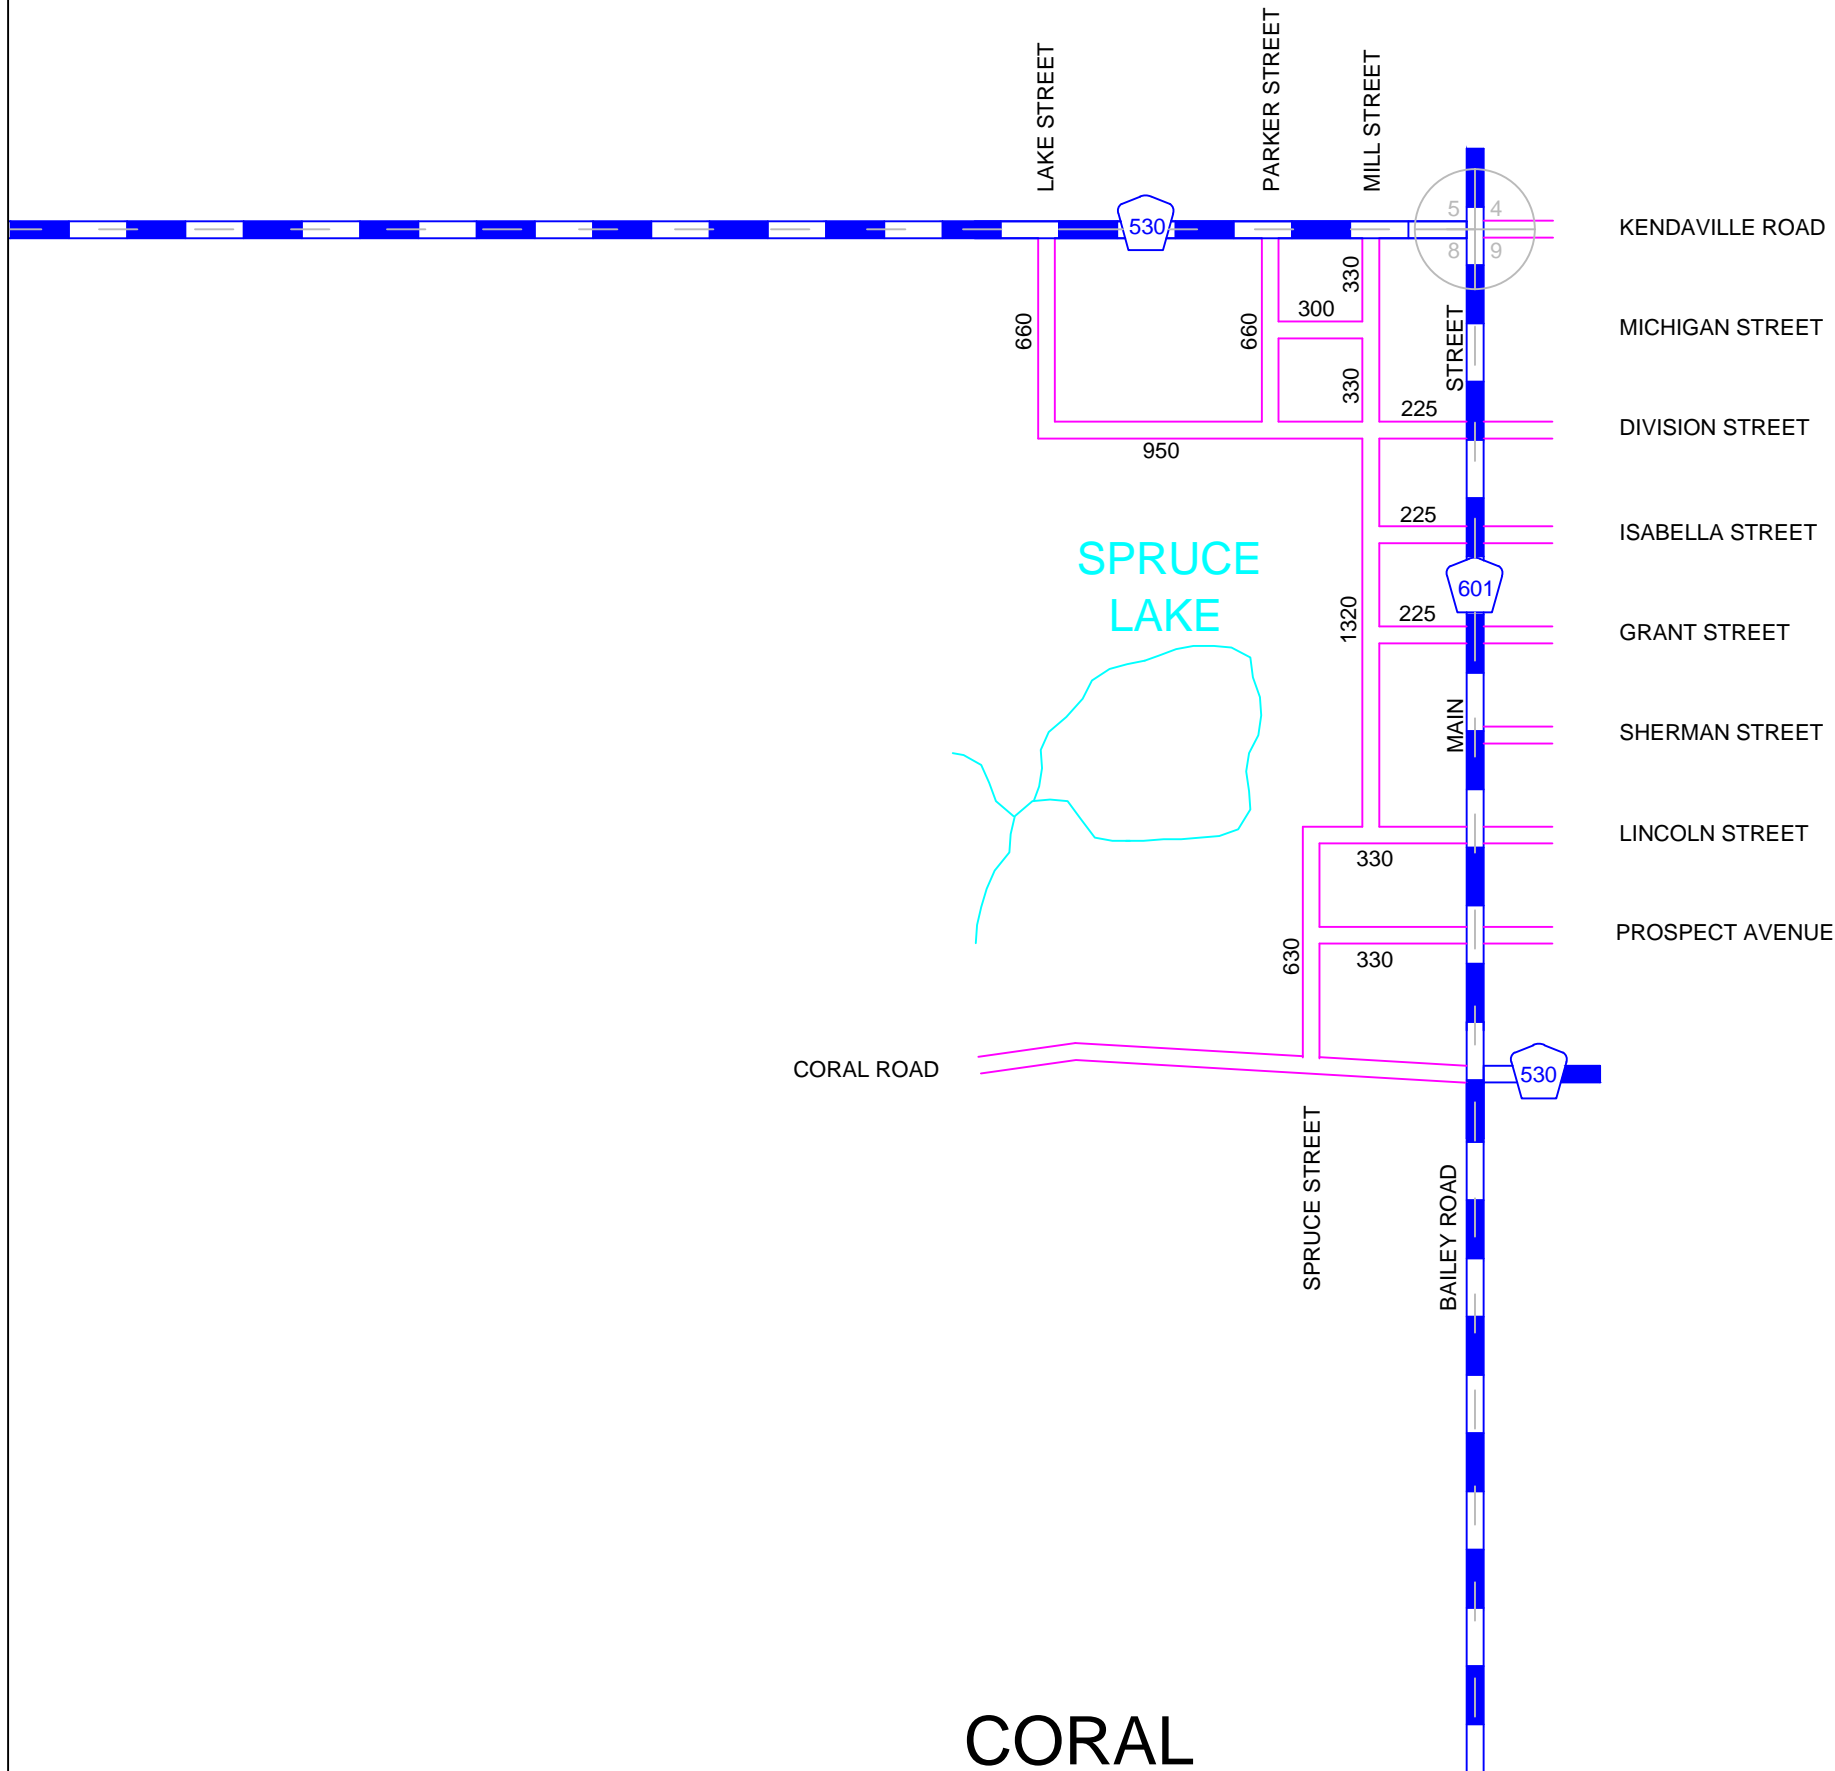 LAKE STREET
PARKER STREET
MILL STREET
530
5 4
8 9
KENDAVILLE ROAD
330
300
660
660
STREET
MICHIGAN STREET
330
225
DIVISION STREET
950
225
ISABELLA STREET
SPRUCE
LAKE
601
1320
225
GRANT STREET
MAIN
SHERMAN STREET
LINCOLN STREET
330
PROSPECT AVENUE
630
330
CORAL ROAD
530
SPRUCE STREET
BAILEY ROAD
CORAL